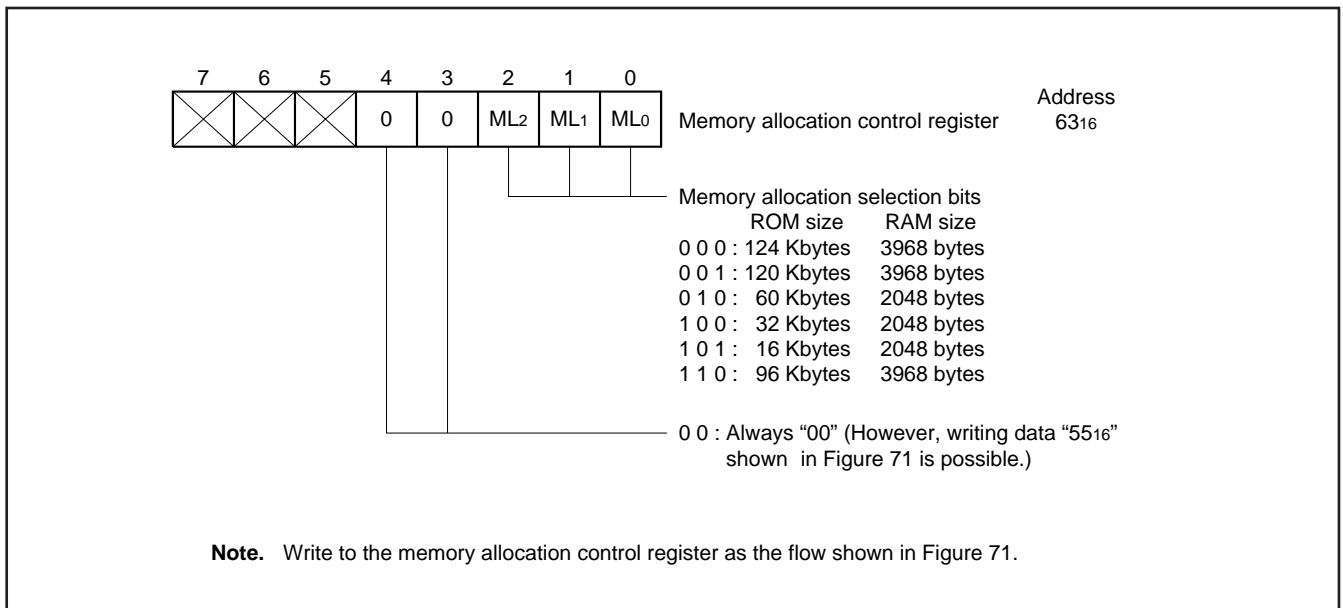 7 6 5 4 3 2 1 0
Address
0 0 ML2 ML1 ML0 Memory allocation control register 6316
Memory allocation selection bits
ROM size RAM size
0 0 0 : 124 Kbytes 3968 bytes
0 0 1 : 120 Kbytes 3968 bytes
0 1 0 : 60 Kbytes 2048 bytes
1 0 0 : 32 Kbytes 2048 bytes
1 0 1 : 16 Kbytes 2048 bytes
1 1 0 : 96 Kbytes 3968 bytes
0 0 : Always “00” (However, writing data “5516”
shown in Figure 71 is possible.)
Note. Write to the memory allocation control register as the flow shown in Figure 71.